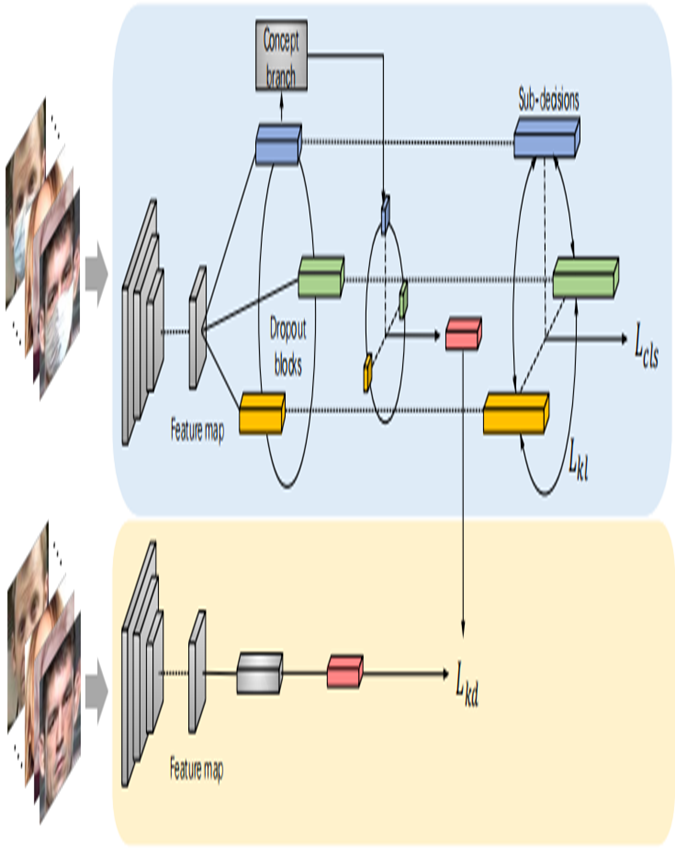 Concept
branch
Sub-decisions
Dropout
blocks
L_cls
Feature map
L_kl
L_kd
Feature map